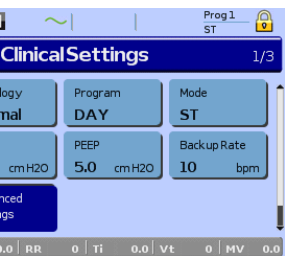 Prog 1
ST
Clinical Settings 1/3
Program Mode
DAY ST
PEEP Backup Rate
cmH2O 5.0 cmH2O 10 bpm
RR 0 Ti 0.0 Vt 0 MV 0.0